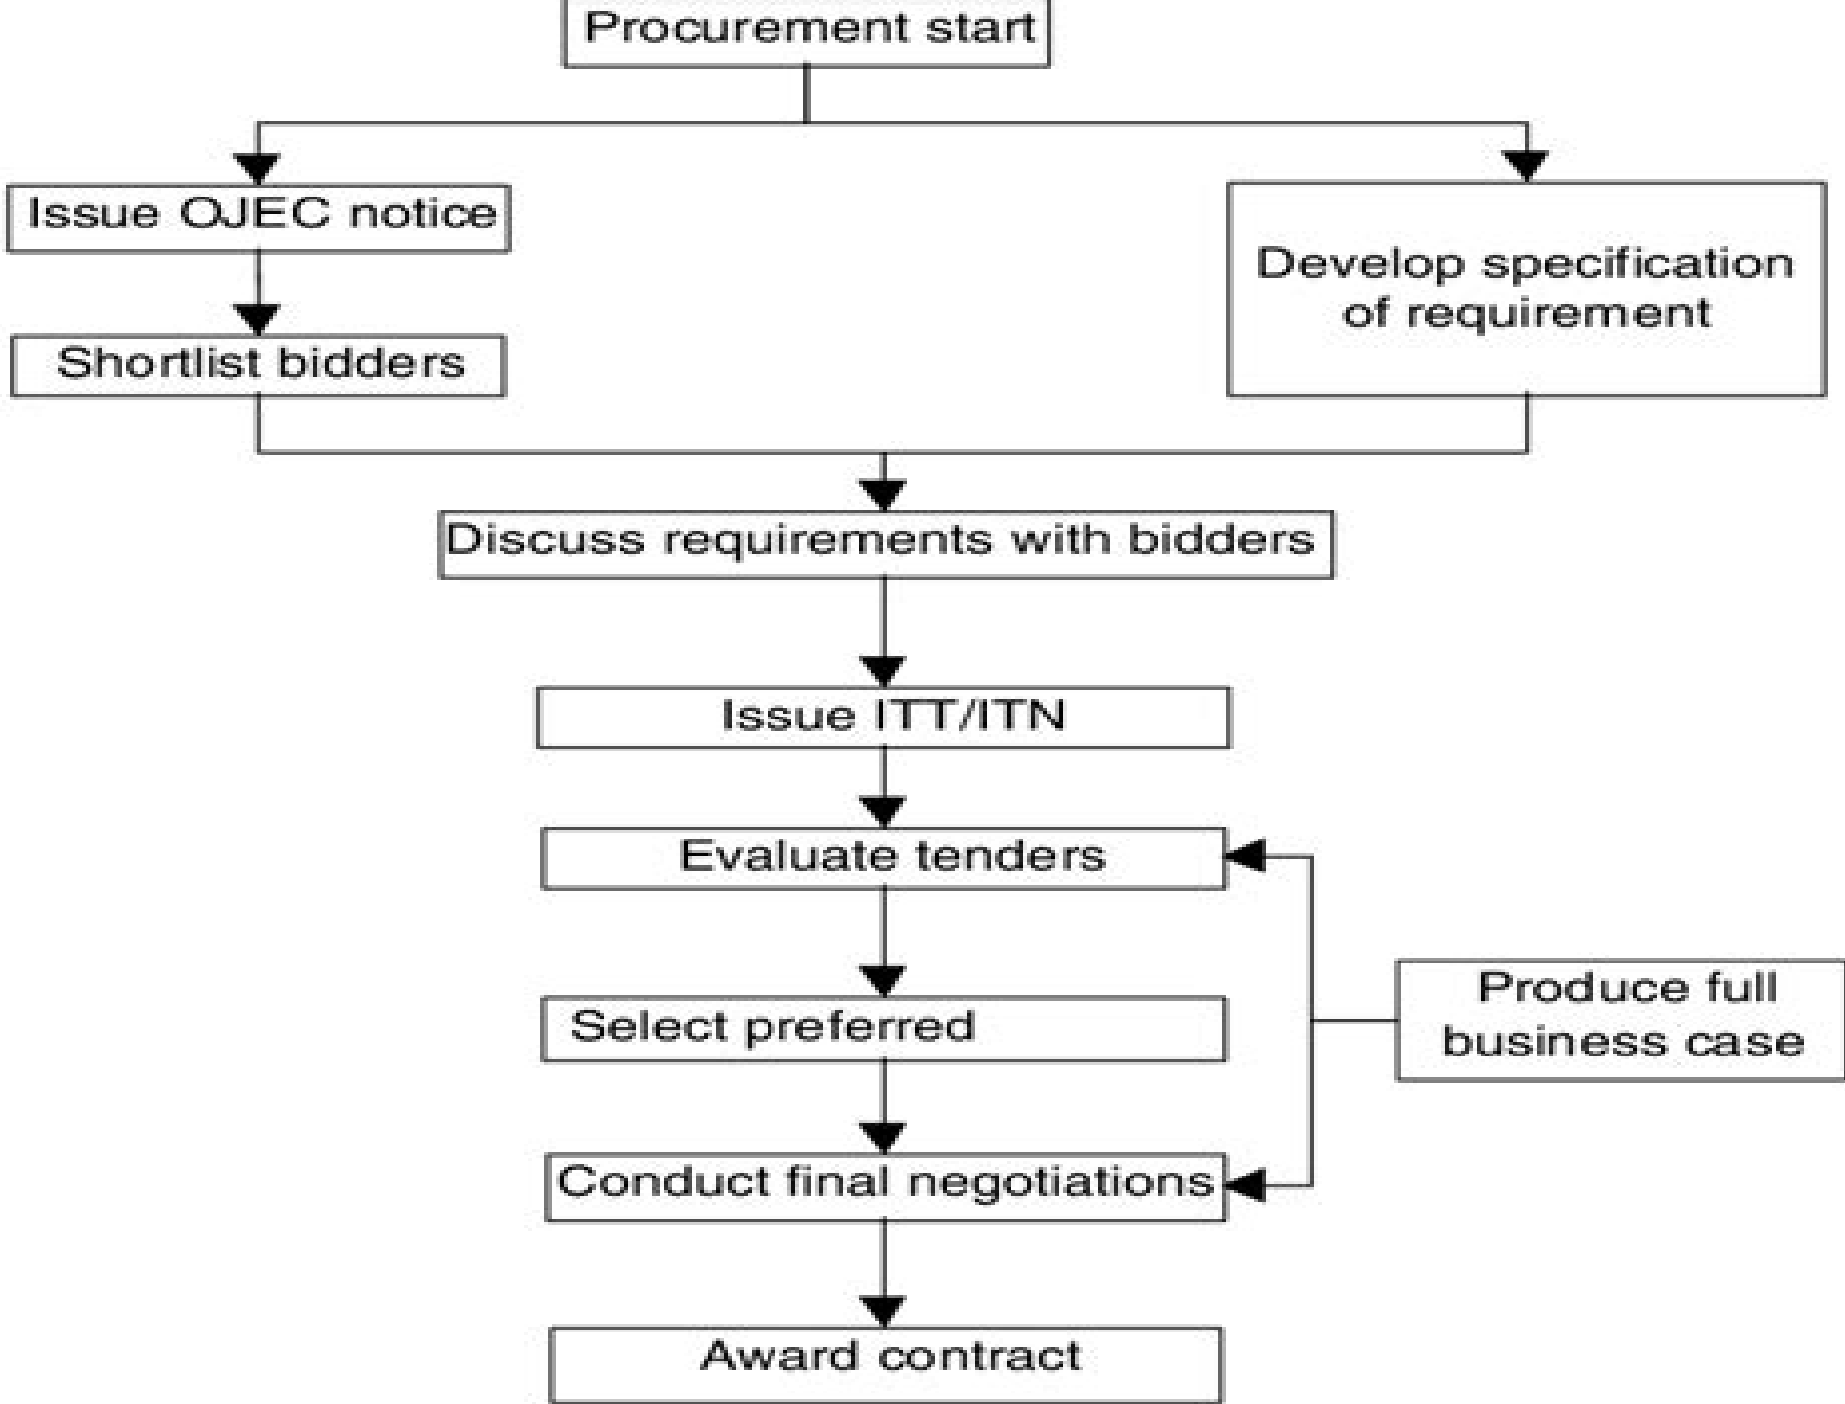 Procurement start
Issue OJEC notice
Develop specification
of requirement
Shortlist bidders
Discuss requirements with bidders
Issue ITT/ITN
Evaluate tenders
Select preferred
Produce full
business case
Conduct final negotiations
Award contract